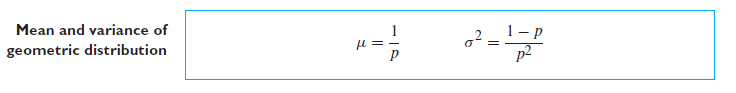 Mean and variance of
geometric distribution
μ = 1/p    σ² = (1 − p)/p²